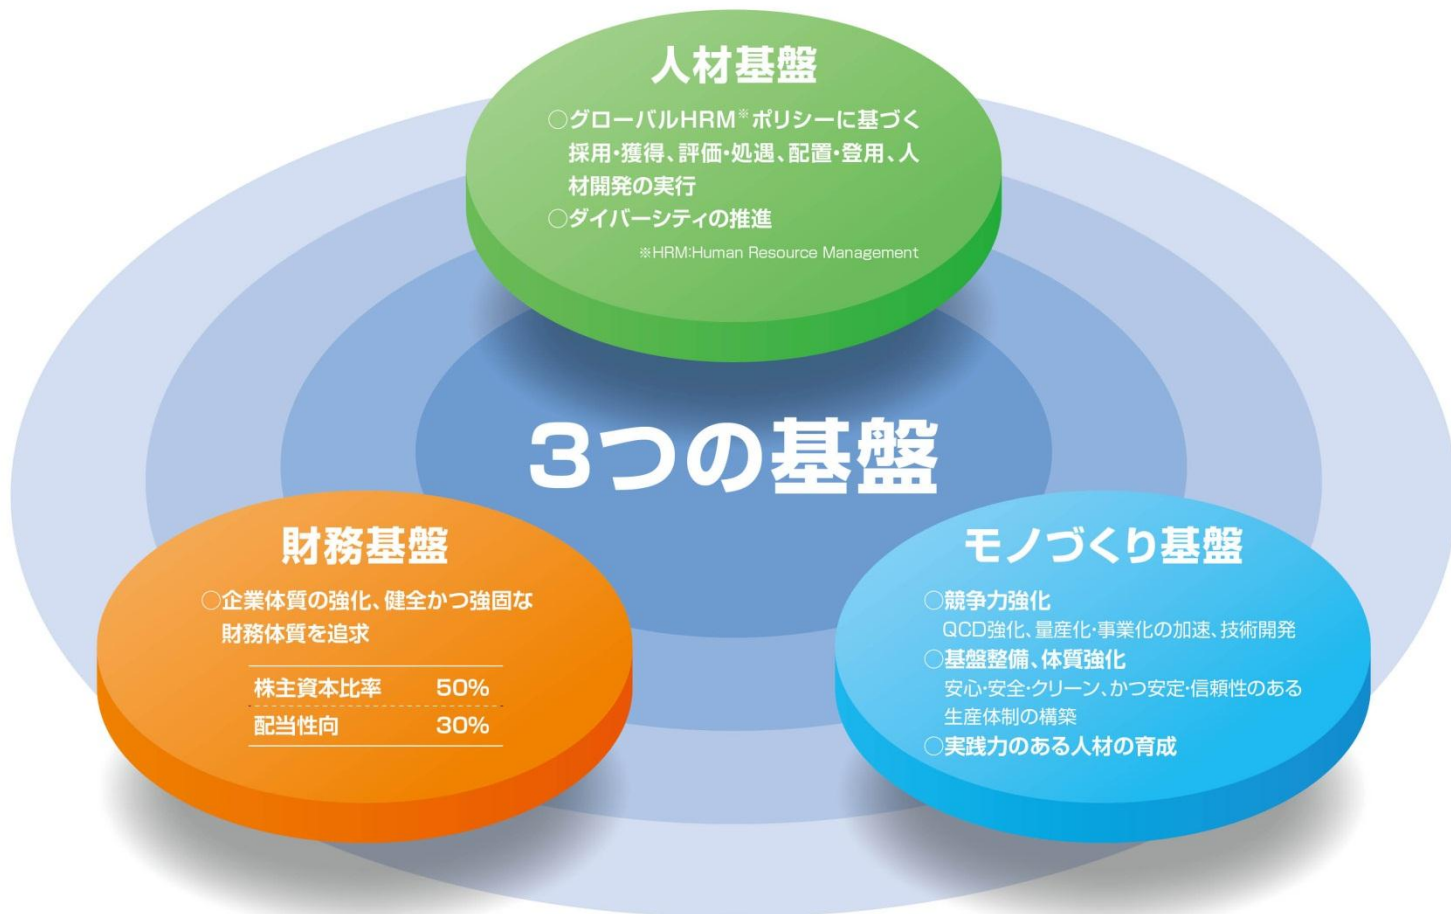 人材基盤
○グローバルHRM※ポリシーに基づく
採用・獲得、評価・処遇、配置・登用、人
材開発の実行
○ダイバーシティの推進
※HRM:Human Resource Management
3つの基盤
財務基盤
○企業体質の強化、健全かつ強固な
財務体質を追求
株主資本比率 50%
配当性向 30%
モノづくり基盤
○競争力強化
QCD強化、量産化・事業化の加速、技術開発
○基盤整備、体質強化
安心・安全・クリーン、かつ安定・信頼性のある
生産体制の構築
○実践力のある人材の育成